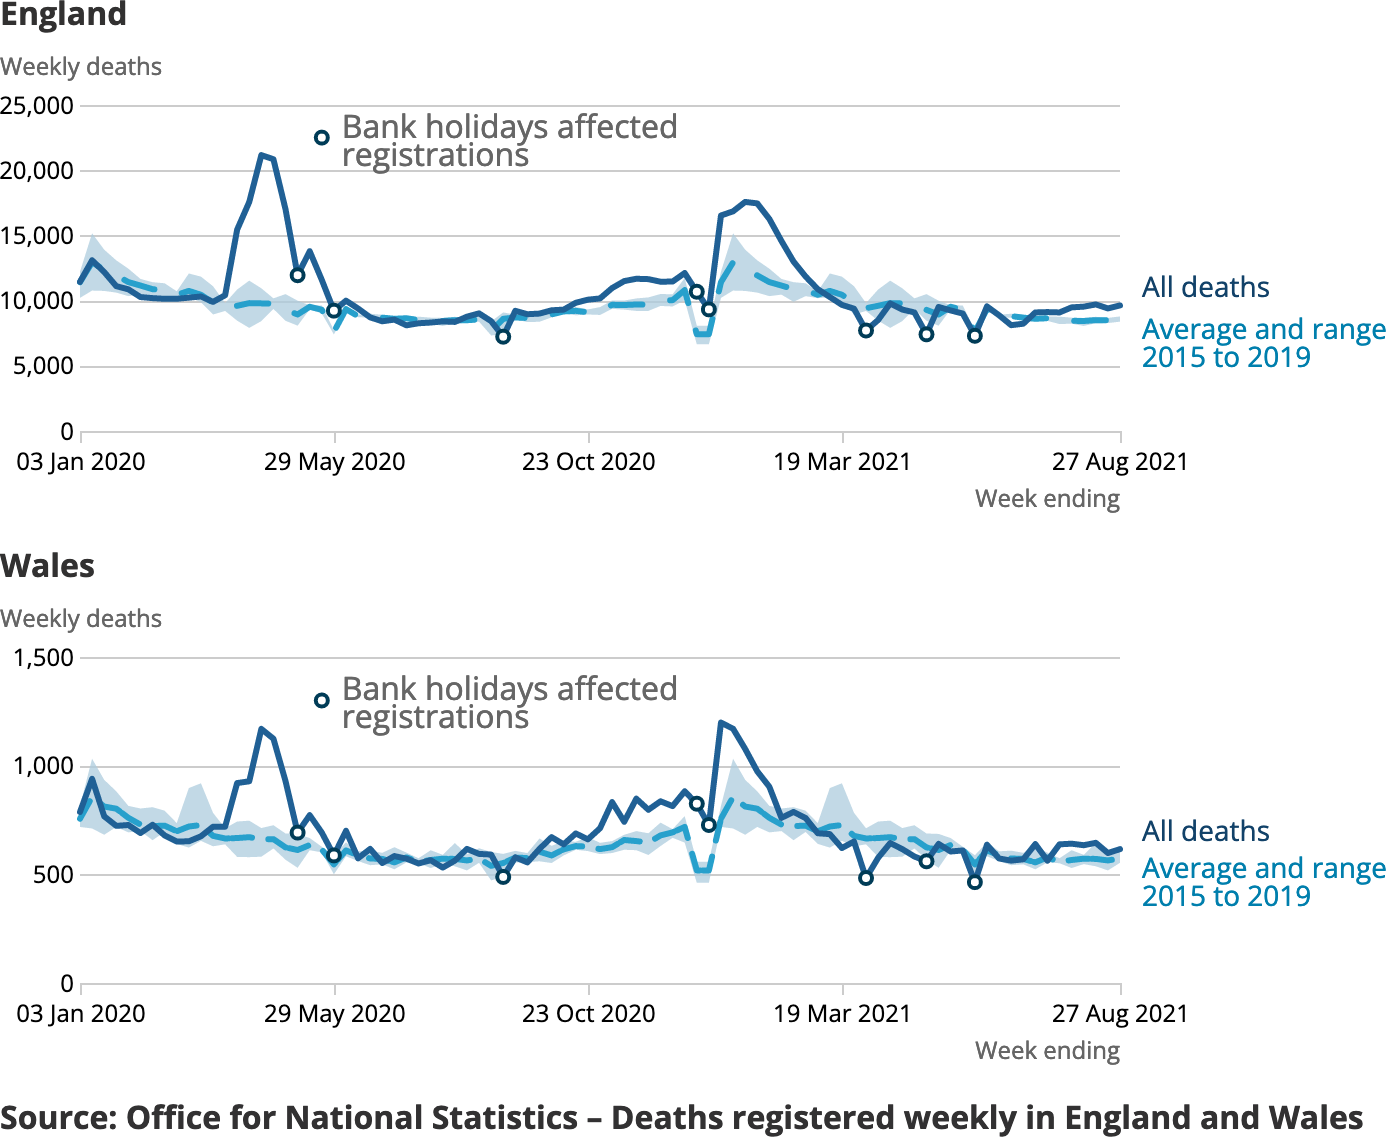 England
Weekly deaths
25,000
Bank holidays affected
registrations
20,000
15,000
10,000
5,000
0
All deaths
Average and range
2015 to 2019
03 Jan 2020 29 May 2020 23 Oct 2020 19 Mar 2021 27 Aug 2021
Week ending
Wales
Weekly deaths
1,500
Bank holidays affected
registrations
1,000
500
0
All deaths
Average and range
2015 to 2019
03 Jan 2020 29 May 2020 23 Oct 2020 19 Mar 2021 27 Aug 2021
Week ending
Source: Office for National Statistics – Deaths registered weekly in England and Wales